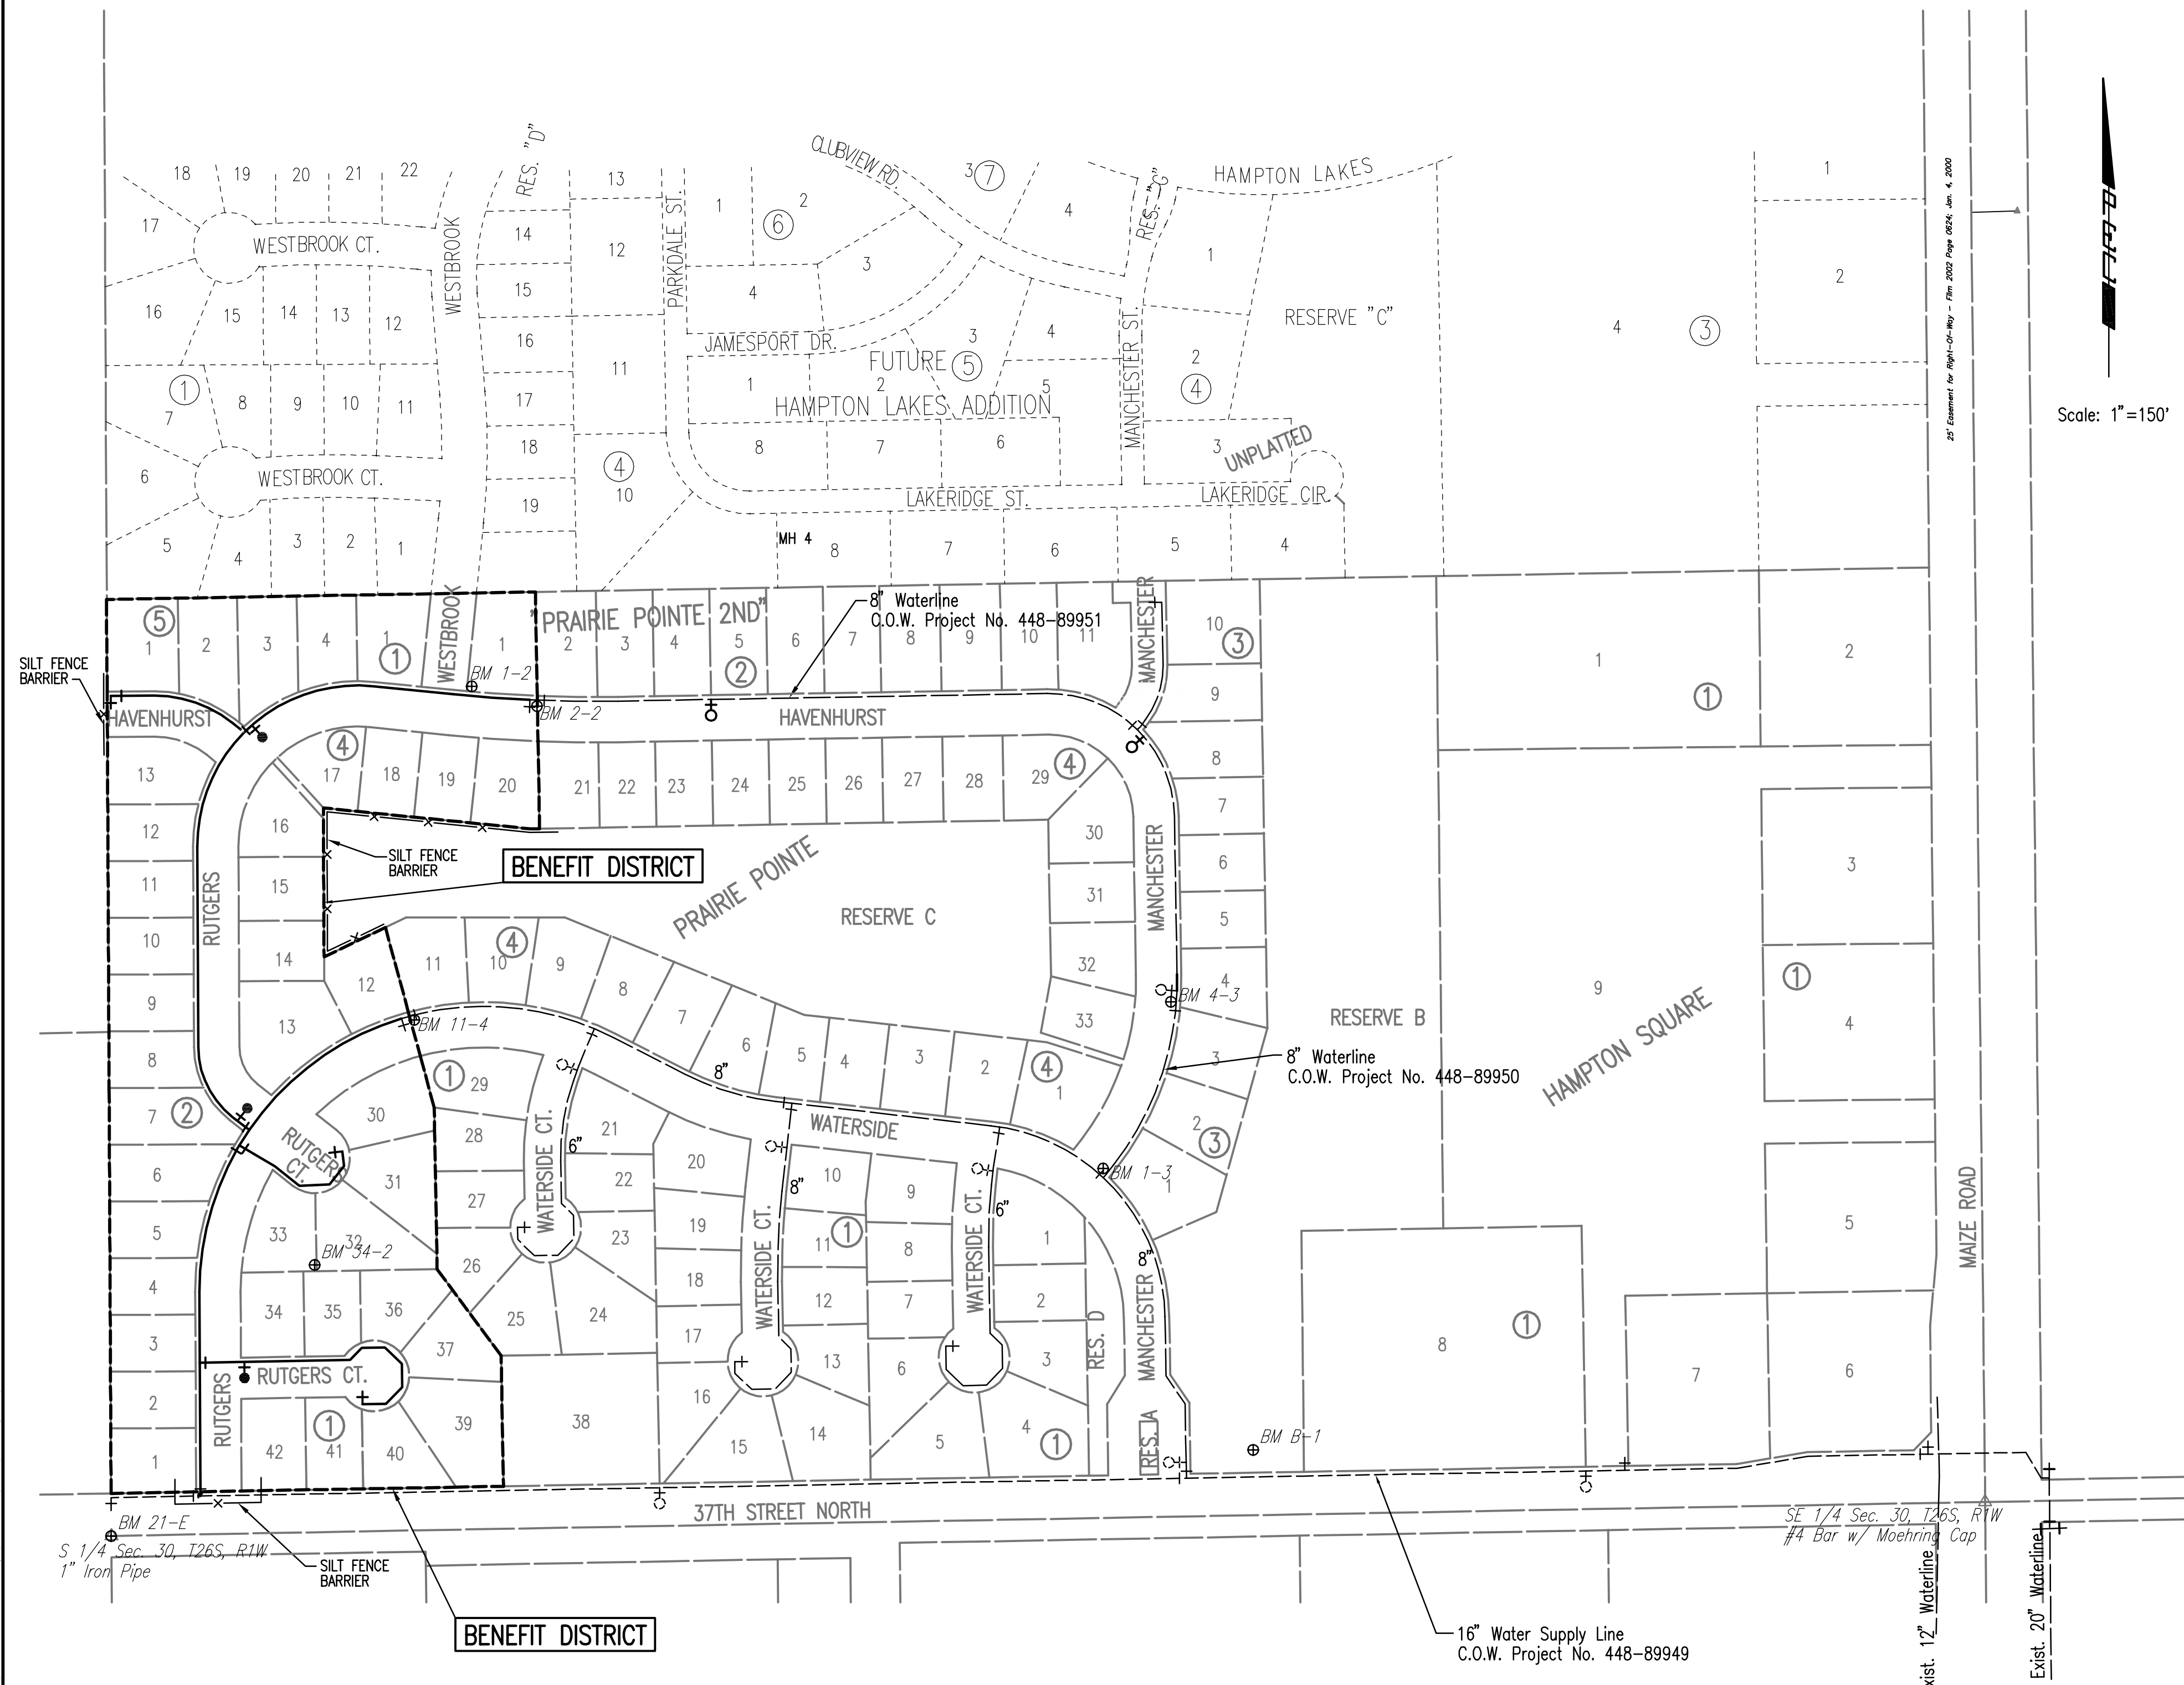 CLUBVIEW RD.
RES. "D"
HAMPTON LAKES
18
19
20
21
22
13
3
7
1
RES. "G"
17
1
2
6
4
WESTBROOK CT.
WESTBROOK
14
12
PARKDALE ST.
3
1
2
25' Easement for Right-Of-Way – Film 2002 Page 0624; Jan. 4, 2000
16
15
14
13
12
15
4
RESERVE "C"
4
3
16
JAMESPORT DR.
3
4
MANCHESTER ST.
2
4
11
FUTURE
5
1
7
8
9
10
11
17
1
2
5
HAMPTON LAKES ADDITION
Scale: 1"=150'
18
4
10
8
7
6
3
UNPLATTED
6
WESTBROOK CT.
19
LAKERIDGE ST.
LAKERIDGE CIR.
5
4
3
2
1
MH 4
8
7
6
5
4
"PRAIRIE POINTE 2ND"
8" Waterline
C.O.W. Project No. 448-89951
5
1
2
3
4
1
1
WESTBROOK
1
2
3
4
5
6
7
8
9
10
11
2
MANCHESTER
10
3
9
1
2
1
SILT FENCE
BARRIER
BM 1-2
BM 2-2
HAVENHURST
HAVENHURST
13
4
17
18
19
20
21
22
23
24
25
26
27
28
29
4
8
7
12
16
30
6
3
SILT FENCE
BARRIER
BENEFIT DISTRICT
PRAIRIE POINTE
11
RUTGERS
15
RESERVE C
31
MANCHESTER
5
10
14
11
10
4
9
32
4
1
9
12
8
BM 4-3
9
13
BM 11-4
7
33
RESERVE B
HAMPTON SQUARE
4
8
6
5
4
3
2
4
1
3
8" Waterline
C.O.W. Project No. 448-89950
1
29
8"
7
2
30
28
WATERSIDE CT.
6"
21
WATERSIDE
2
3
6
RUTGERS
CT.
31
27
22
20
10
9
BM 1-3
1
8"
6"
5
33
32
BM 34-2
26
23
19
WATERSIDE CT.
11
1
8
WATERSIDE CT.
1
8"
5
MAIZE ROAD
4
34
35
36
25
24
18
12
7
2
RES. D
MANCHESTER
3
37
17
13
6
3
8
1
7
6
RUTGERS CT.
2
RUTGERS
39
38
16
14
5
4
1
RES. A
1
42
1
41
40
15
BM B-1
BM 21-E
37TH STREET NORTH
S 1/4 Sec. 30, T26S, R1W
1" Iron Pipe
SILT FENCE
BARRIER
SE 1/4 Sec. 30, T26S, R1W
#4 Bar w/ Moehring Cap
BENEFIT DISTRICT
16" Water Supply Line
C.O.W. Project No. 448-89949
xist. 12" Waterline
Exist. 20" Waterline